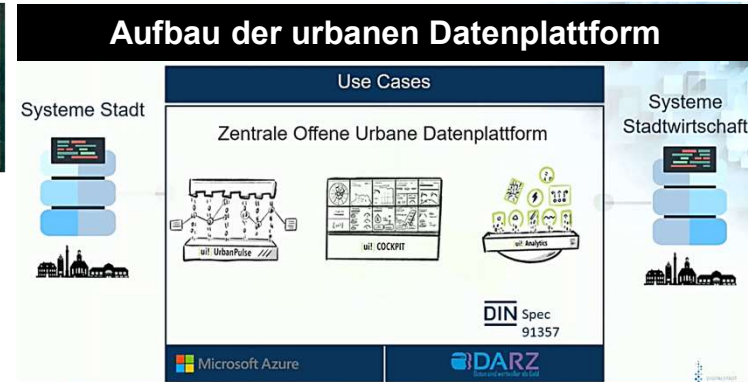 Aufbau der urbanen Datenplattform
Use Cases
Systeme Stadt
Systeme
Stadtwirtschaft
Zentrale Offene Urbane Datenplattform
ui! UrbanPulse
ui! COCKPIT
ui! Analytics
DIN Spec
91357
Microsoft Azure
DARZ
DIGITALSTADT